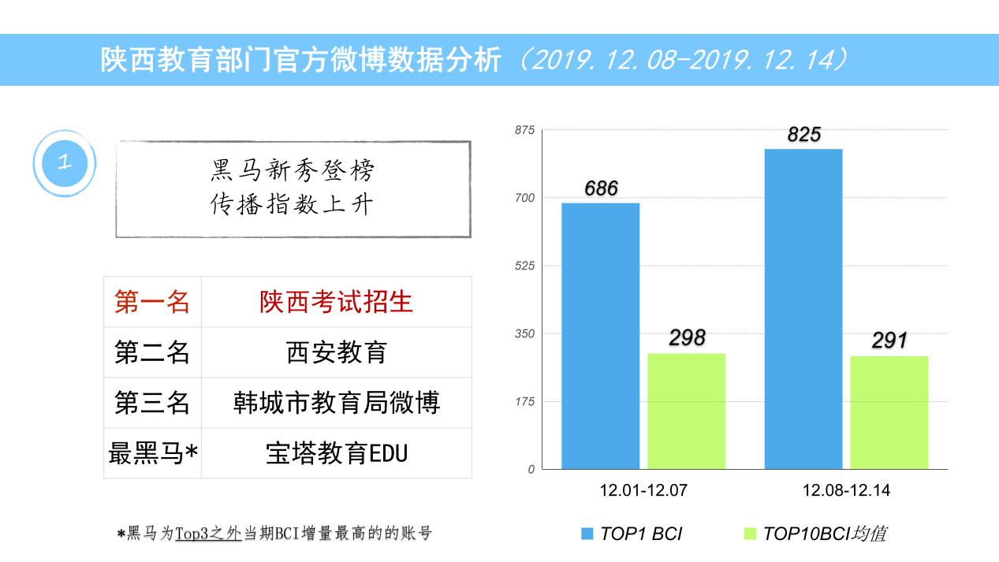 陕西教育部门官方微博数据分析（2019.12.08-2019.12.14）
1
黑马新秀登榜
传播指数上升
第一名 陕西考试招生
第二名 西安教育
第三名 韩城市教育局微博
最黑马* 宝塔教育EDU
*黑马为Top3之外当期BCI增量最高的的账号
875
700
525
350
175
0
686
298
825
291
12.01-12.07
12.08-12.14
TOP1 BCI
TOP10BCI均值